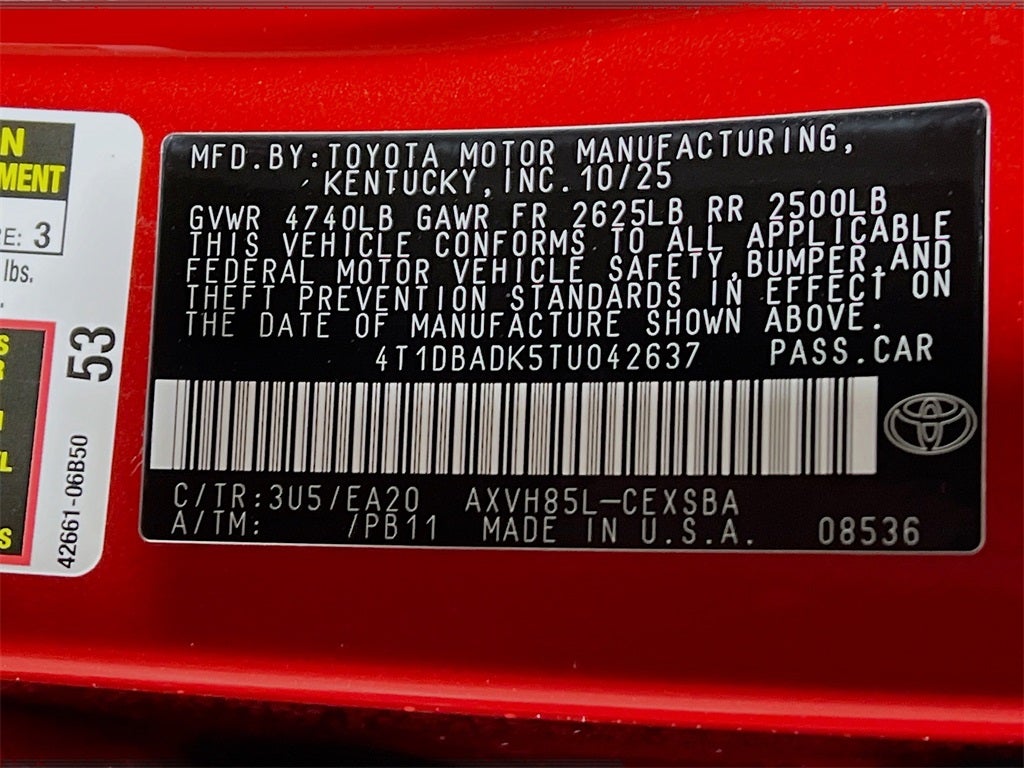 N
MENT
RE: 3
lbs.
S
R
L
S
53
42661-06B50
MFD.BY:TOYOTA MOTOR MANUFACTURING,
KENTUCKY,INC.10/25
GVWR 4740LB GAWR FR 2625LB RR 2500LB
THIS VEHICLE CONFORMS TO ALL APPLICABLE
FEDERAL MOTOR VEHICLE SAFETY,BUMPER,AND
THEFT PREVENTION STANDARDS IN EFFECT ON
THE DATE OF MANUFACTURE SHOWN ABOVE.
4T1DBADK5TU042637 PASS.CAR
C/TR:3U5/EA20 AXVH85L-CEXSBA
A/TM: /PB11 MADE IN U.S.A. 08536